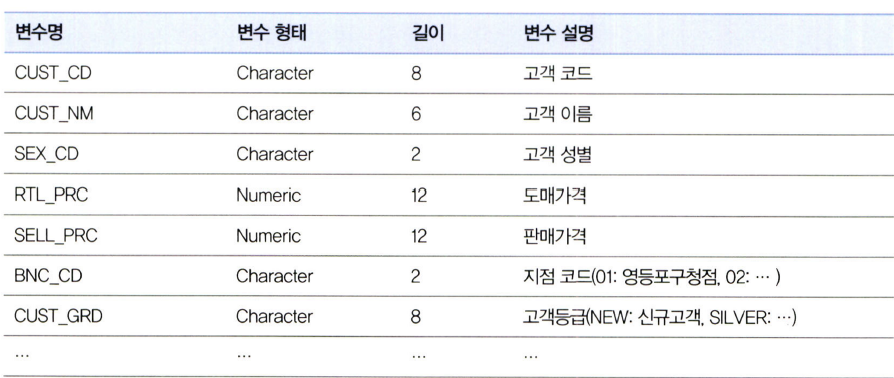 변수명 변수 형태 길이 변수 설명
CUST_CD Character 8 고객 코드
CUST_NM Character 6 고객 이름
SEX_CD Character 2 고객 성별
RTL_PRC Numeric 12 도매가격
SELL_PRC Numeric 12 판매가격
BNC_CD Character 2 지점 코드(01: 영등포구청점, 02: … )
CUST_GRD Character 8 고객등급(NEW: 신규고객, SILVER: …)
… … … …